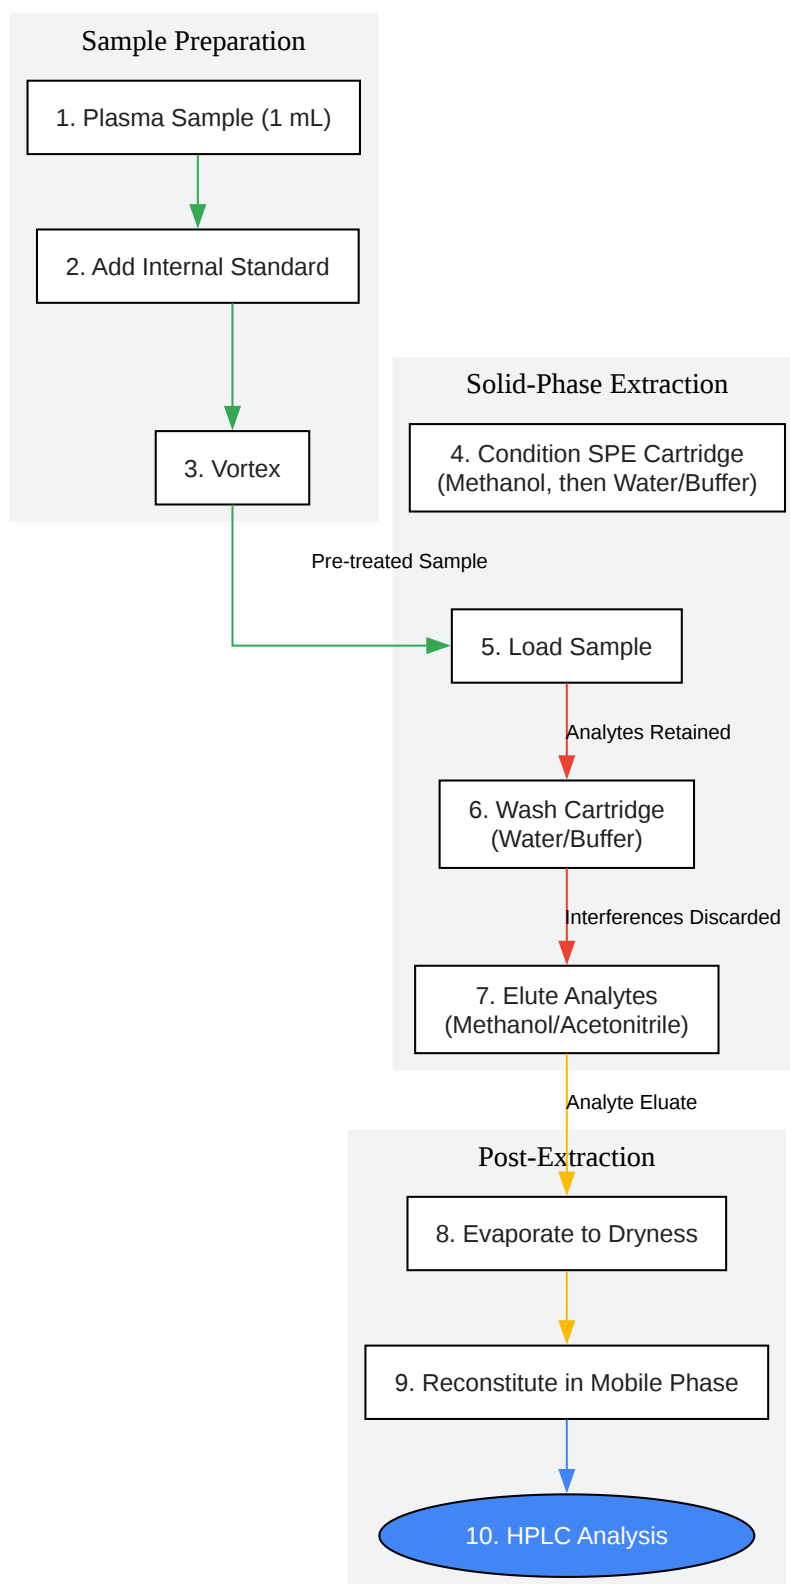 Sample Preparation
1. Plasma Sample (1 mL)
2. Add Internal Standard
3. Vortex
Solid-Phase Extraction
4. Condition SPE Cartridge
(Methanol, then Water/Buffer)
Pre-treated Sample
5. Load Sample
Analytes Retained
6. Wash Cartridge
(Water/Buffer)
Interferences Discarded
7. Elute Analytes
(Methanol/Acetonitrile)
Analyte Eluate
Post-Extraction
8. Evaporate to Dryness
9. Reconstitute in Mobile Phase
10. HPLC Analysis